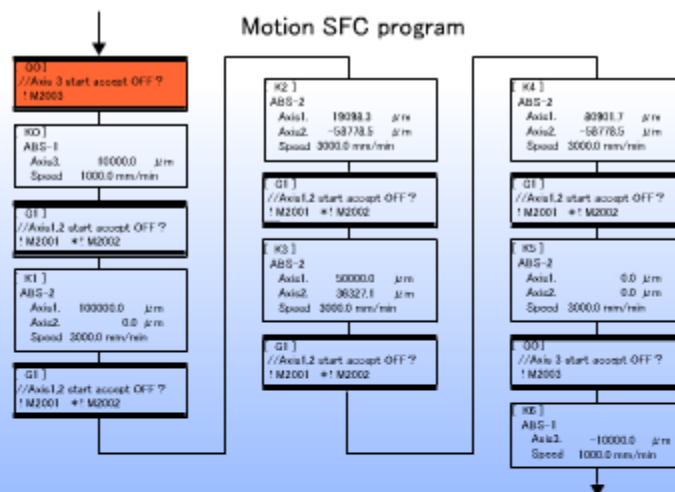 Motion SFC program
[ G0 ]
//Axis 3 start accept OFF?
! M2003
[ K0 ]
ABS-1
Axis3. 10000.0 μm
Speed 1000.0 mm/min
[ G1 ]
//Axis1,2 start accept OFF?
! M2001 *! M2002
[ K1 ]
ABS-2
Axis1. 100000.0 μm
Axis2. 0.0 μm
Speed 3000.0 mm/min
[ G1 ]
//Axis1,2 start accept OFF?
! M2001 *! M2002
[ K2 ]
ABS-2
Axis1. 19098.3 μm
Axis2. -58778.5 μm
Speed 3000.0 mm/min
[ G1 ]
//Axis1,2 start accept OFF?
! M2001 *! M2002
[ K3 ]
ABS-2
Axis1. 50000.0 μm
Axis2. 36327.1 μm
Speed 3000.0 mm/min
[ G1 ]
//Axis1,2 start accept OFF?
! M2001 *! M2002
[ K4 ]
ABS-2
Axis1. 80901.7 μm
Axis2. -58778.5 μm
Speed 3000.0 mm/min
[ G1 ]
//Axis1,2 start accept OFF?
! M2001 *! M2002
[ K5 ]
ABS-2
Axis1. 0.0 μm
Axis2. 0.0 μm
Speed 3000.0 mm/min
[ G0 ]
//Axis 3 start accept OFF?
! M2003
[ K6 ]
ABS-1
Axis3. -10000.0 μm
Speed 1000.0 mm/min